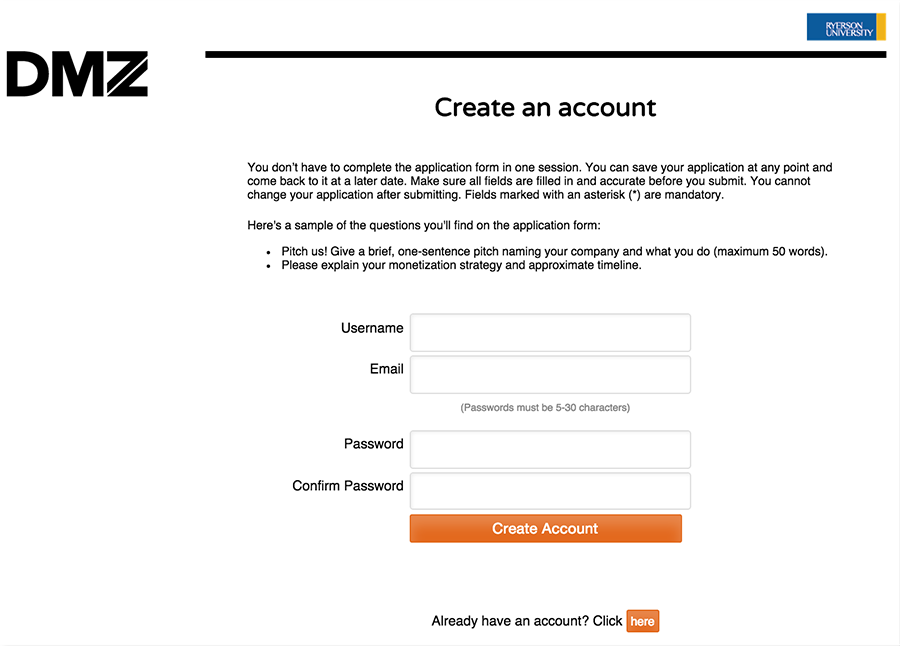 RYERSON
UNIVERSITY
DMZ
Create an account
You don't have to complete the application form in one session. You can save your application at any point and
come back to it at a later date. Make sure all fields are filled in and accurate before you submit. You cannot
change your application after submitting. Fields marked with an asterisk (*) are mandatory.
Here's a sample of the questions you'll find on the application form:
• Pitch us! Give a brief, one-sentence pitch naming your company and what you do (maximum 50 words).
• Please explain your monetization strategy and approximate timeline.
Username
Email
(Passwords must be 5-30 characters)
Password
Confirm Password
Create Account
Already have an account? Click here